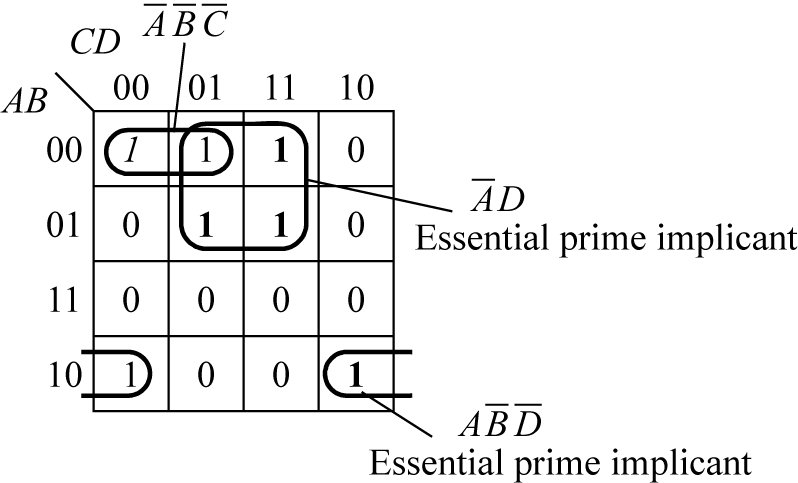 A̅ B̅ C̅
CD
AB
00 01 11 10
00 1 1 1 0
01 0 1 1 0
A̅D
Essential prime implicant
11 0 0 0 0
10 1 0 0 1
AB̅ D̅
Essential prime implicant